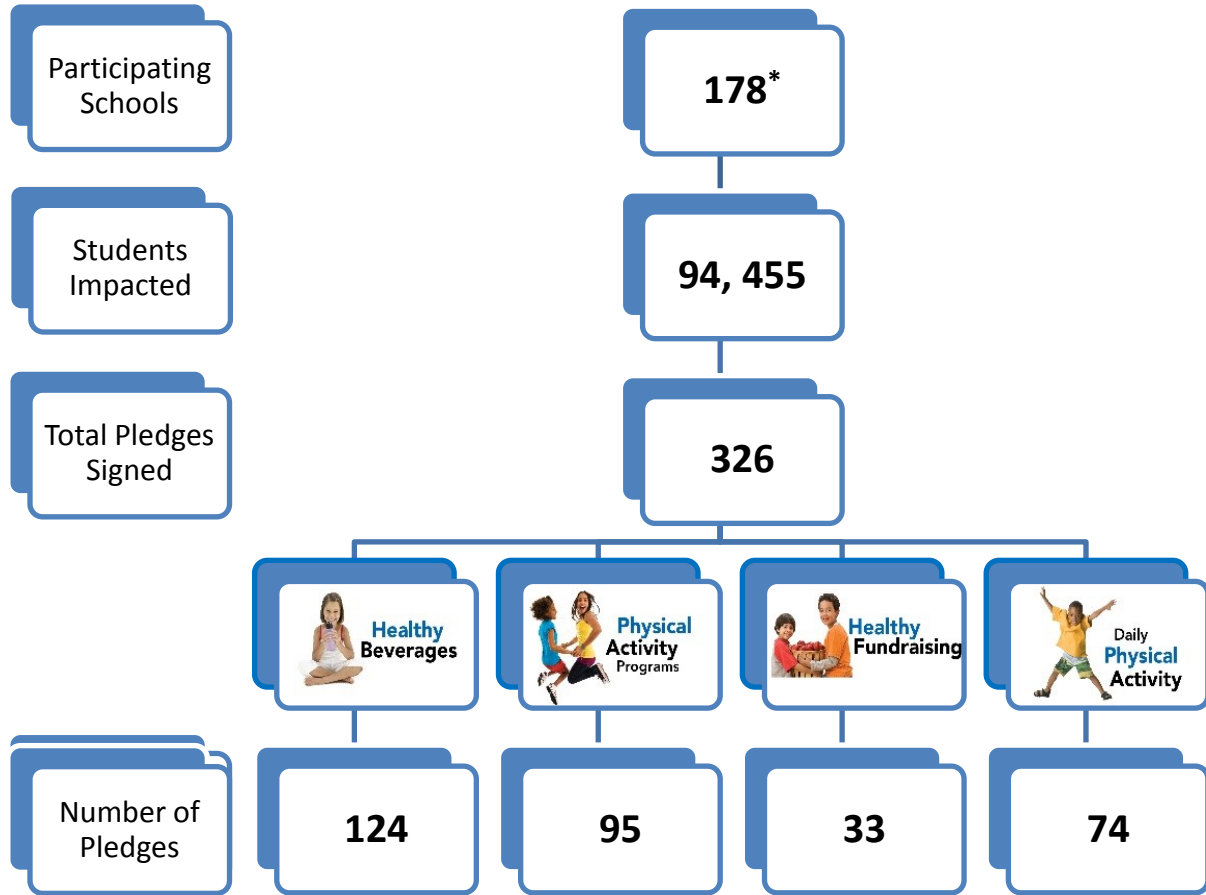 Participating
Schools
178*
Students
Impacted
94, 455
Total Pledges
Signed
326
Healthy
Beverages
Physical
Activity
Programs
Healthy
Fundraising
Daily
Physical
Activity
Number of
Pledges
124
95
33
74